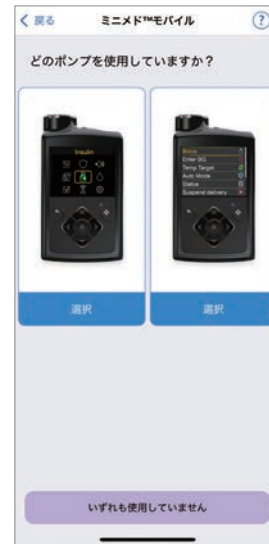 戻る
ミニメド™モバイル
?
どのポンプを使用していますか？
Insulin
Bolus
Enter BG
Temp Target
Auto Mode
Status
Suspend delivery
選択
選択
いずれも使用していません